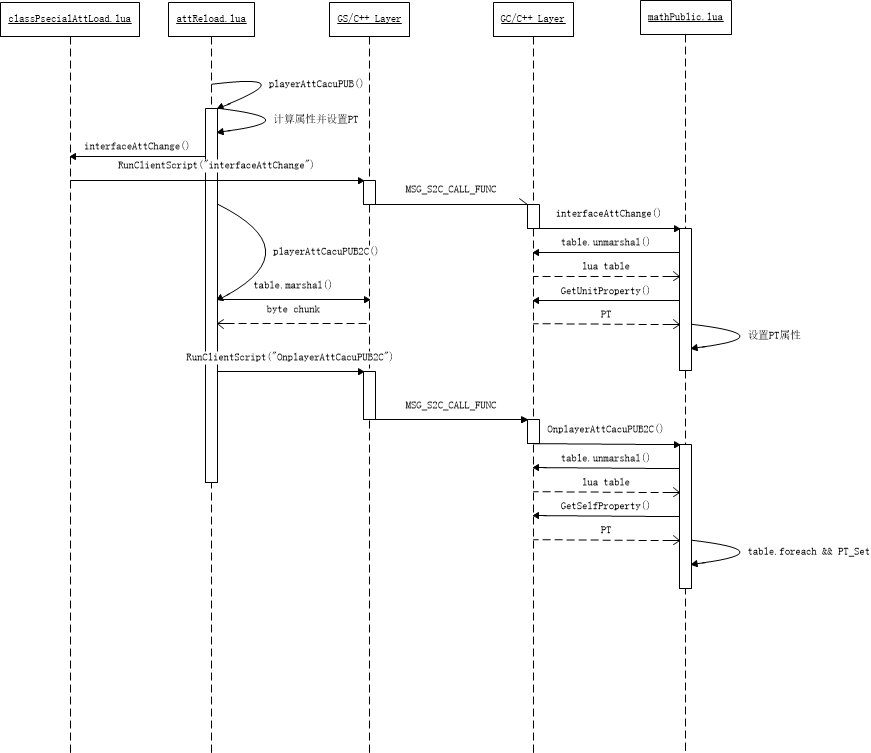 classPsecialAttLoad.lua
attReload.lua
GS/C++ Layer
GC/C++ Layer
mathPublic.lua
playerAttCacuPUB()
计算属性并设置PT
interfaceAttChange()
RunClientScript("interfaceAttChange")
MSG_S2C_CALL_FUNC
interfaceAttChange()
table.unmarshal()
playerAttCacuPUB2C()
lua table
table.marshal()
GetUnitProperty()
byte chunk
PT
设置PT属性
RunClientScript("OnplayerAttCacuPUB2C")
MSG_S2C_CALL_FUNC
OnplayerAttCacuPUB2C()
table.unmarshal()
lua table
GetSelfProperty()
PT
table.foreach && PT_Set